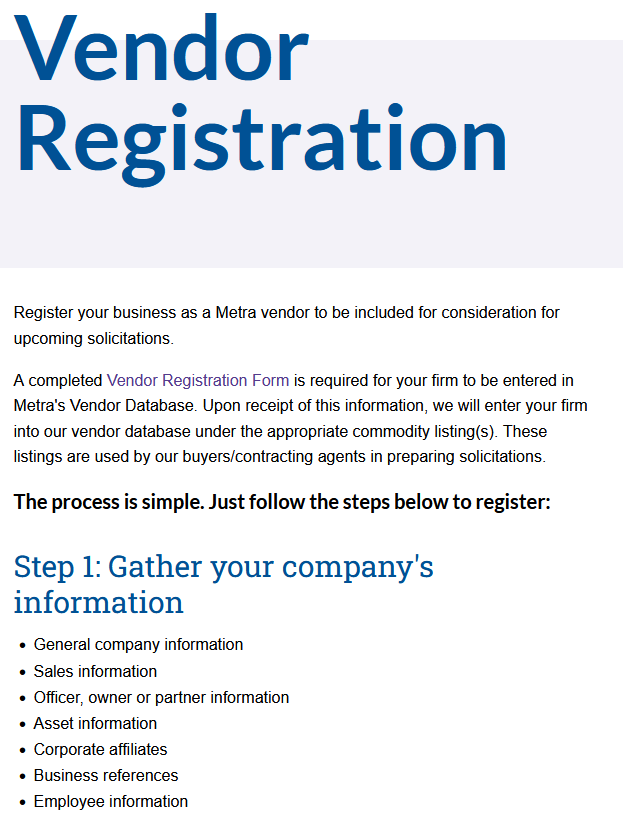 Vendor
Registration
Register your business as a Metra vendor to be included for consideration for
upcoming solicitations.
A completed Vendor Registration Form is required for your firm to be entered in
Metra's Vendor Database. Upon receipt of this information, we will enter your firm
into our vendor database under the appropriate commodity listing(s). These
listings are used by our buyers/contracting agents in preparing solicitations.
The process is simple. Just follow the steps below to register:
Step 1: Gather your company's
information
• General company information
• Sales information
• Officer, owner or partner information
• Asset information
• Corporate affiliates
• Business references
• Employee information